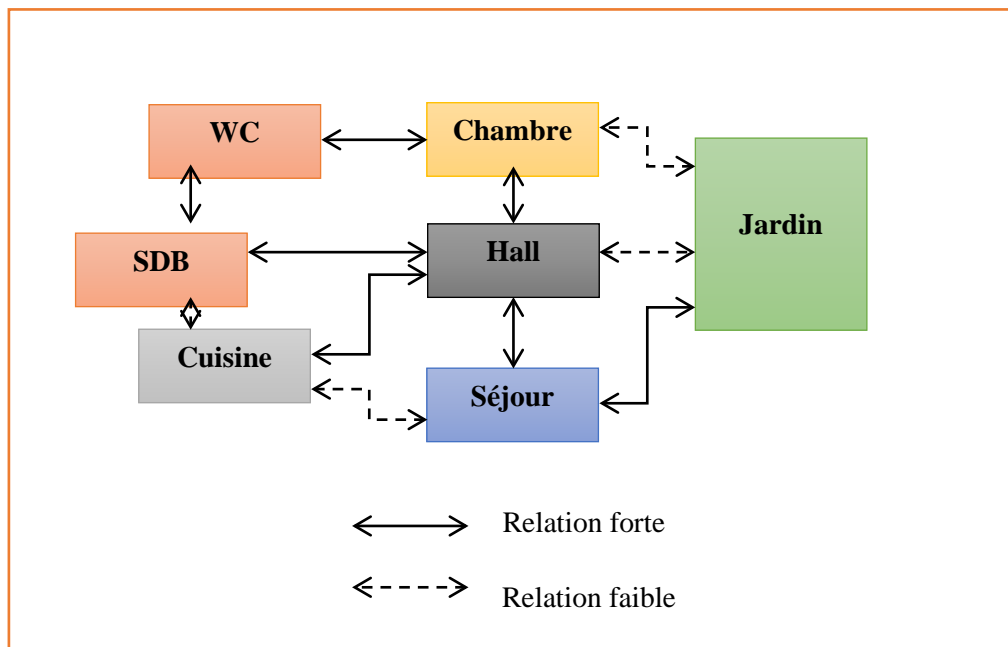 WC
Chambre
Jardin
SDB
Hall
Cuisine
Séjour
Relation forte
Relation faible